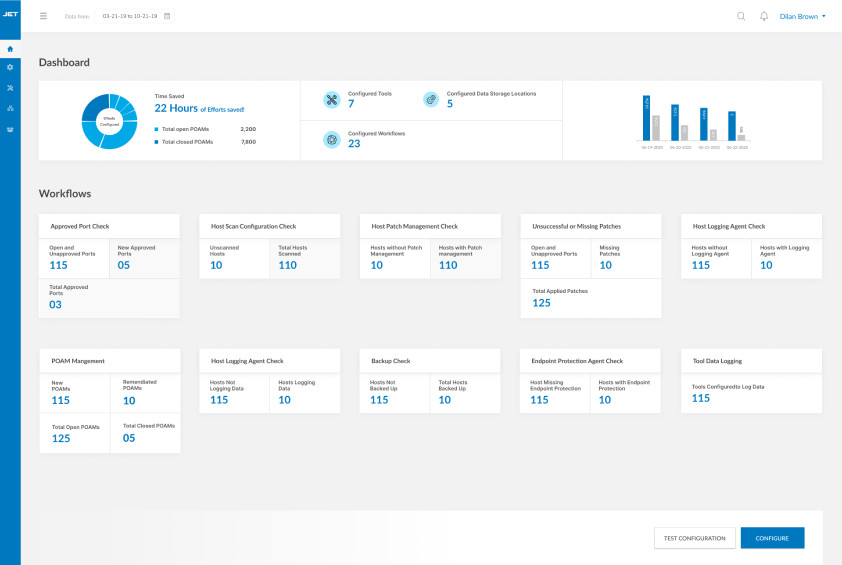 JET
Data from
03-21-19 to 10-21-19
Dilan Brown
Dashboard
Efforts
Configured
Time Saved
22 Hours of Efforts saved!
Total open POAMs 2,200
Total closed POAMs 7,800
Configured Tools
7
Configured Data Storage Locations
5
Configured Workflows
23
06-19-2020 06-20-2020 06-21-2020 06-22-2020
Workflows
Approved Port Check
Open and
Unapproved Ports
115
New Approved
Ports
05
Total Approved
Ports
03
Host Scan Configuration Check
Unscanned
Hosts
10
Total Hosts
Scanned
110
Host Patch Management Check
Hosts without Patch
Management
10
Hosts with Patch
management
110
Unsuccessful or Missing Patches
Open and
Unapproved Ports
115
Missing
Patches
10
Total Applied Patches
125
Host Logging Agent Check
Hosts without
Logging Agent
115
Hosts with Logging
Agent
10
POAM Mangement
New
POAMs
115
Remendiated
POAMs
10
Total Open POAMs
125
Total Closed POAMs
05
Host Logging Agent Check
Hosts Not
Logging Data
115
Hosts Logging
Data
10
Backup Check
Hosts Not
Backed Up
115
Total Hosts
Backed Up
10
Endpoint Protection Agent Check
Host Missing
Endpoint Protection
115
Hosts with Endpoint
Protection
10
Tool Data Logging
Tools Configuredto Log Data
115
TEST CONFIGURATION
CONFIGURE